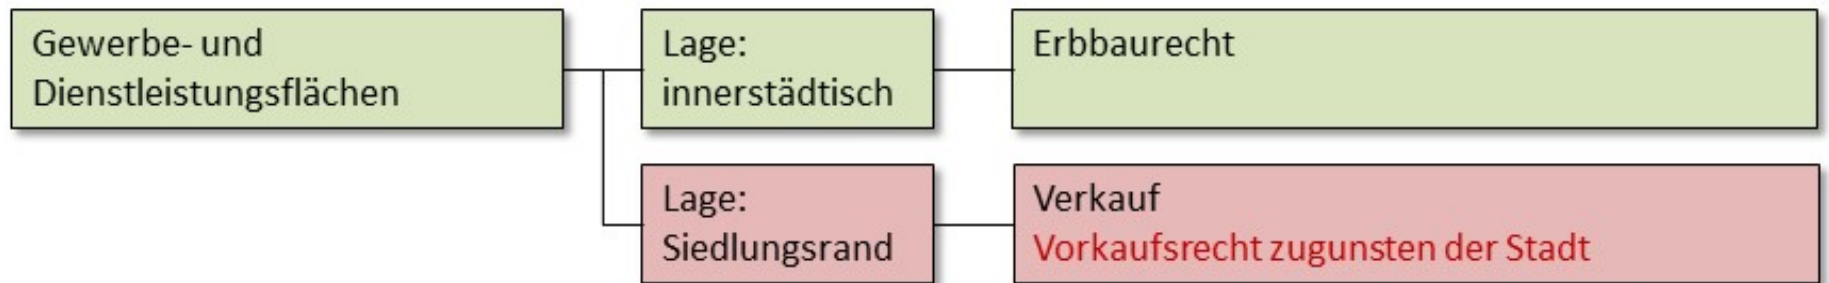 Gewerbe- und
Dienstleistungsflächen
Lage:
innerstädtisch
Erbbaurecht
Lage:
Siedlungsrand
Verkauf
Vorkaufsrecht zugunsten der Stadt